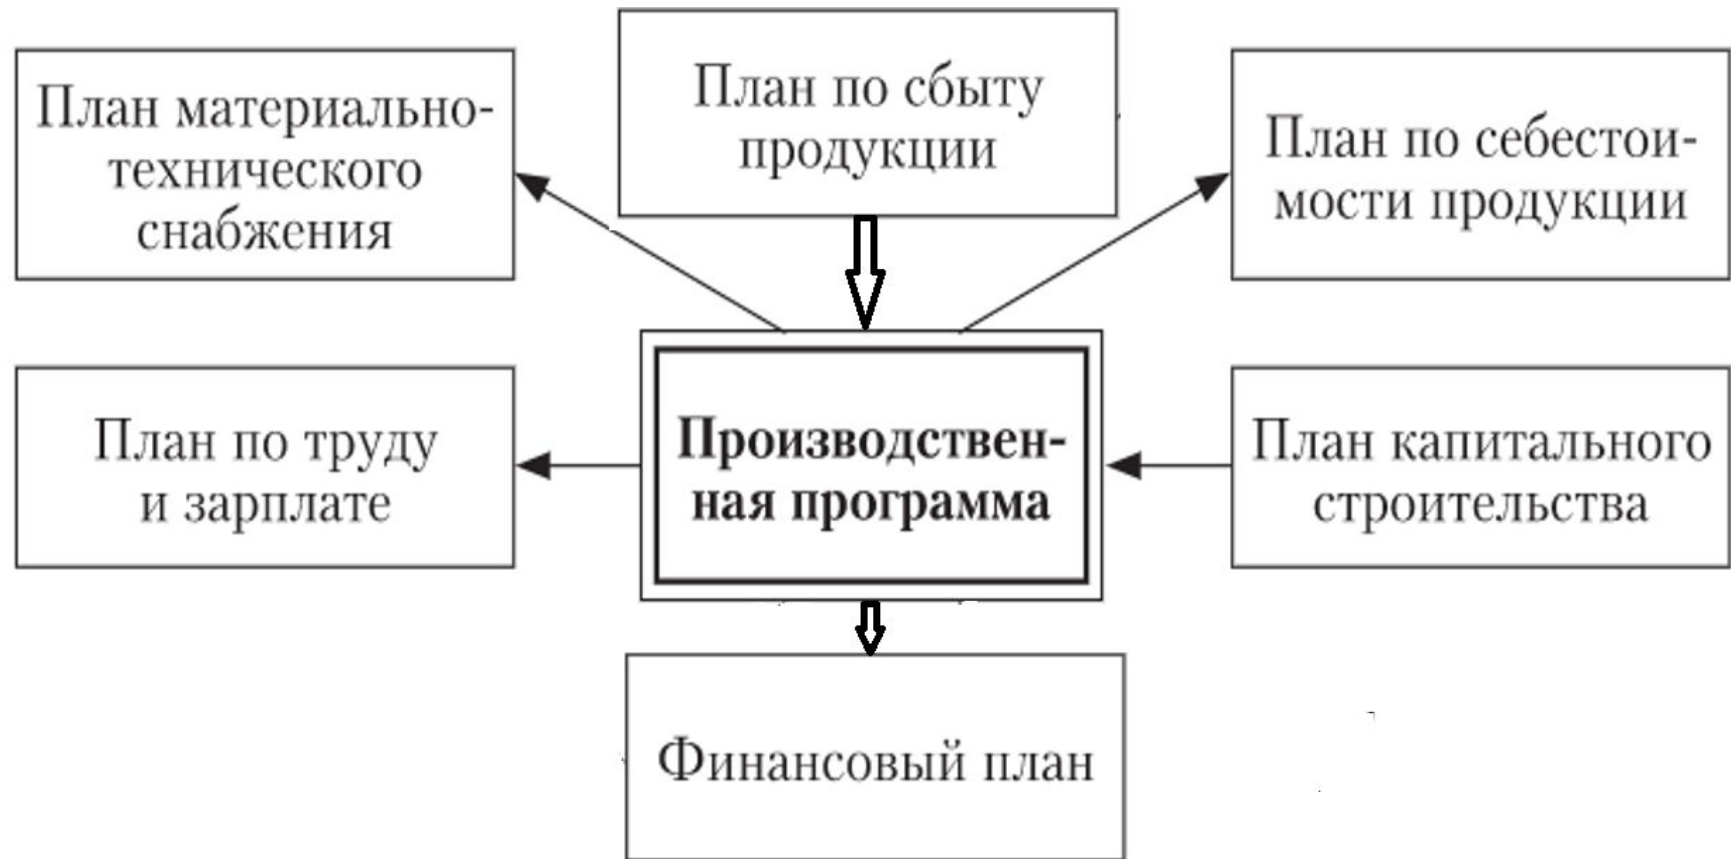 План материально-
технического
снабжения
План по сбыту
продукции
План по себестои-
мости продукции
План по труду
и зарплате
Производствен-
ная программа
План капитального
строительства
Финансовый план